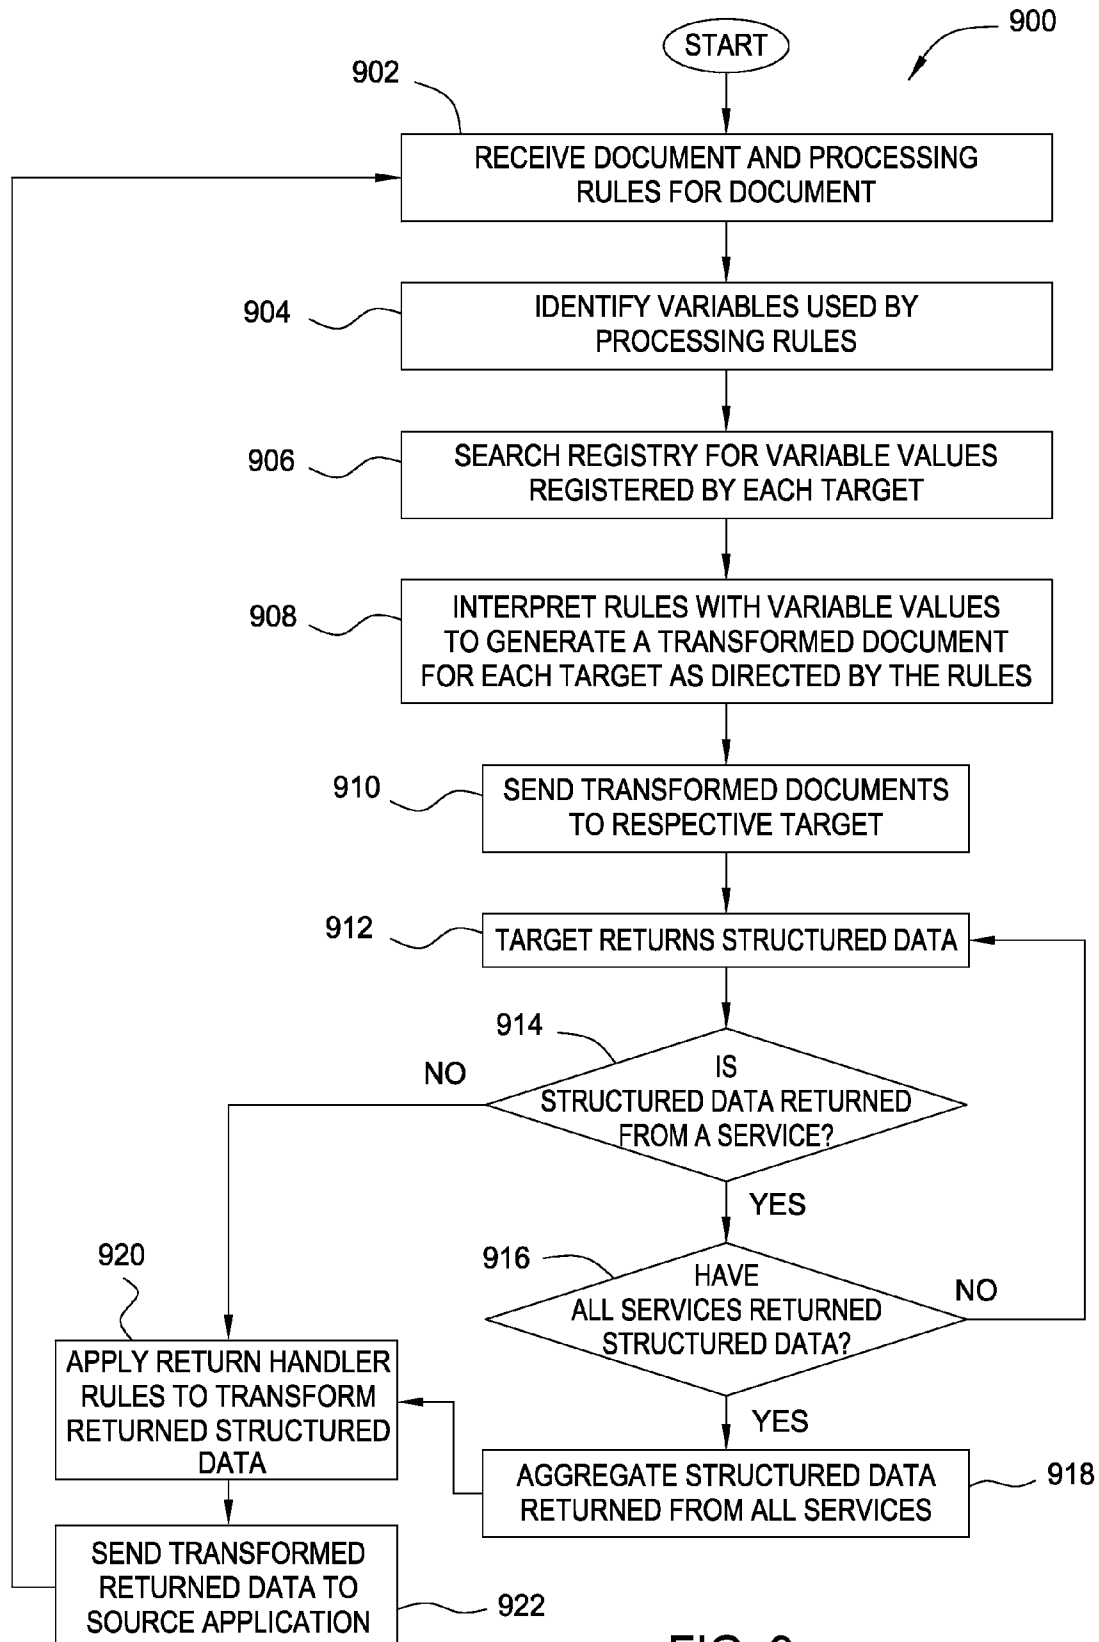 START
900
902
RECEIVE DOCUMENT AND PROCESSING
RULES FOR DOCUMENT
904
IDENTIFY VARIABLES USED BY
PROCESSING RULES
906
SEARCH REGISTRY FOR VARIABLE VALUES
REGISTERED BY EACH TARGET
908
INTERPRET RULES WITH VARIABLE VALUES
TO GENERATE A TRANSFORMED DOCUMENT
FOR EACH TARGET AS DIRECTED BY THE RULES
910
SEND TRANSFORMED DOCUMENTS
TO RESPECTIVE TARGET
912
TARGET RETURNS STRUCTURED DATA
914
IS
STRUCTURED DATA RETURNED
FROM A SERVICE?
NO
YES
916
HAVE
ALL SERVICES RETURNED
STRUCTURED DATA?
NO
YES
918
AGGREGATE STRUCTURED DATA
RETURNED FROM ALL SERVICES
920
APPLY RETURN HANDLER
RULES TO TRANSFORM
RETURNED STRUCTURED
DATA
SEND TRANSFORMED
RETURNED DATA TO
SOURCE APPLICATION
922